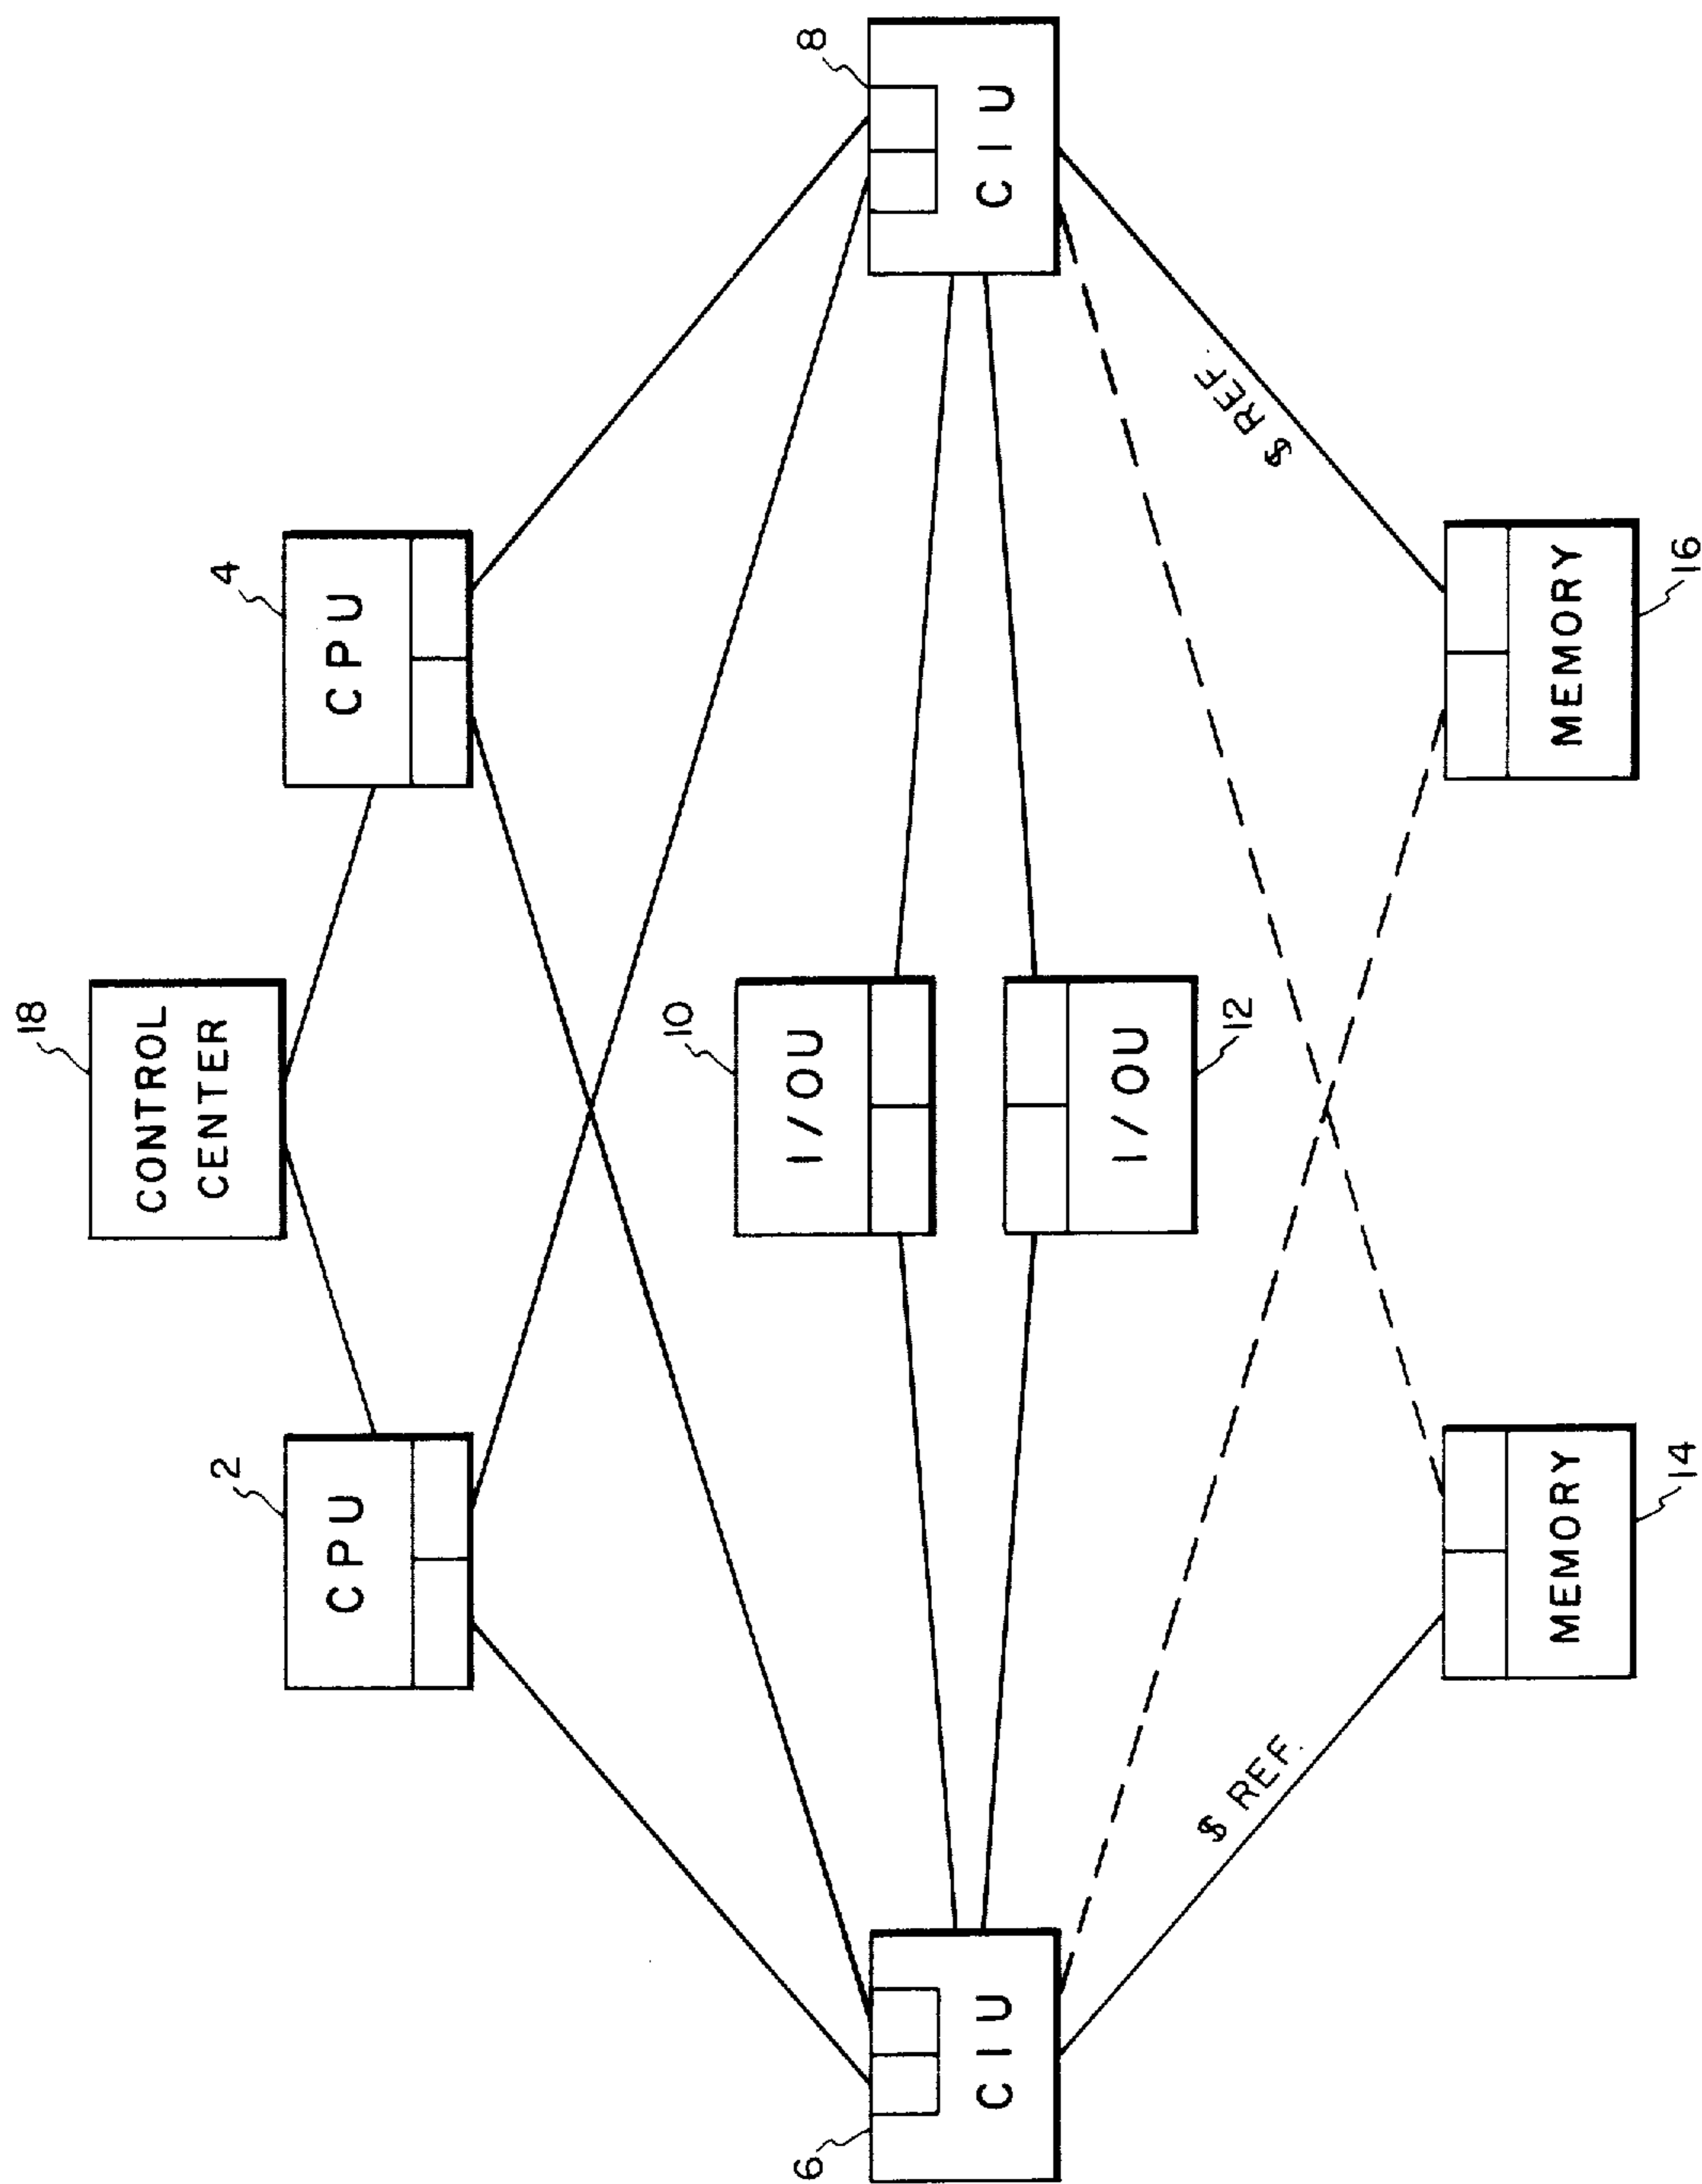 18
CONTROL
CENTER
2
CPU
4
CPU
10
I/OU
6
CIU
8
CIU
I/OU
12
$ REF.
$ REF.
MEMORY
14
MEMORY
16